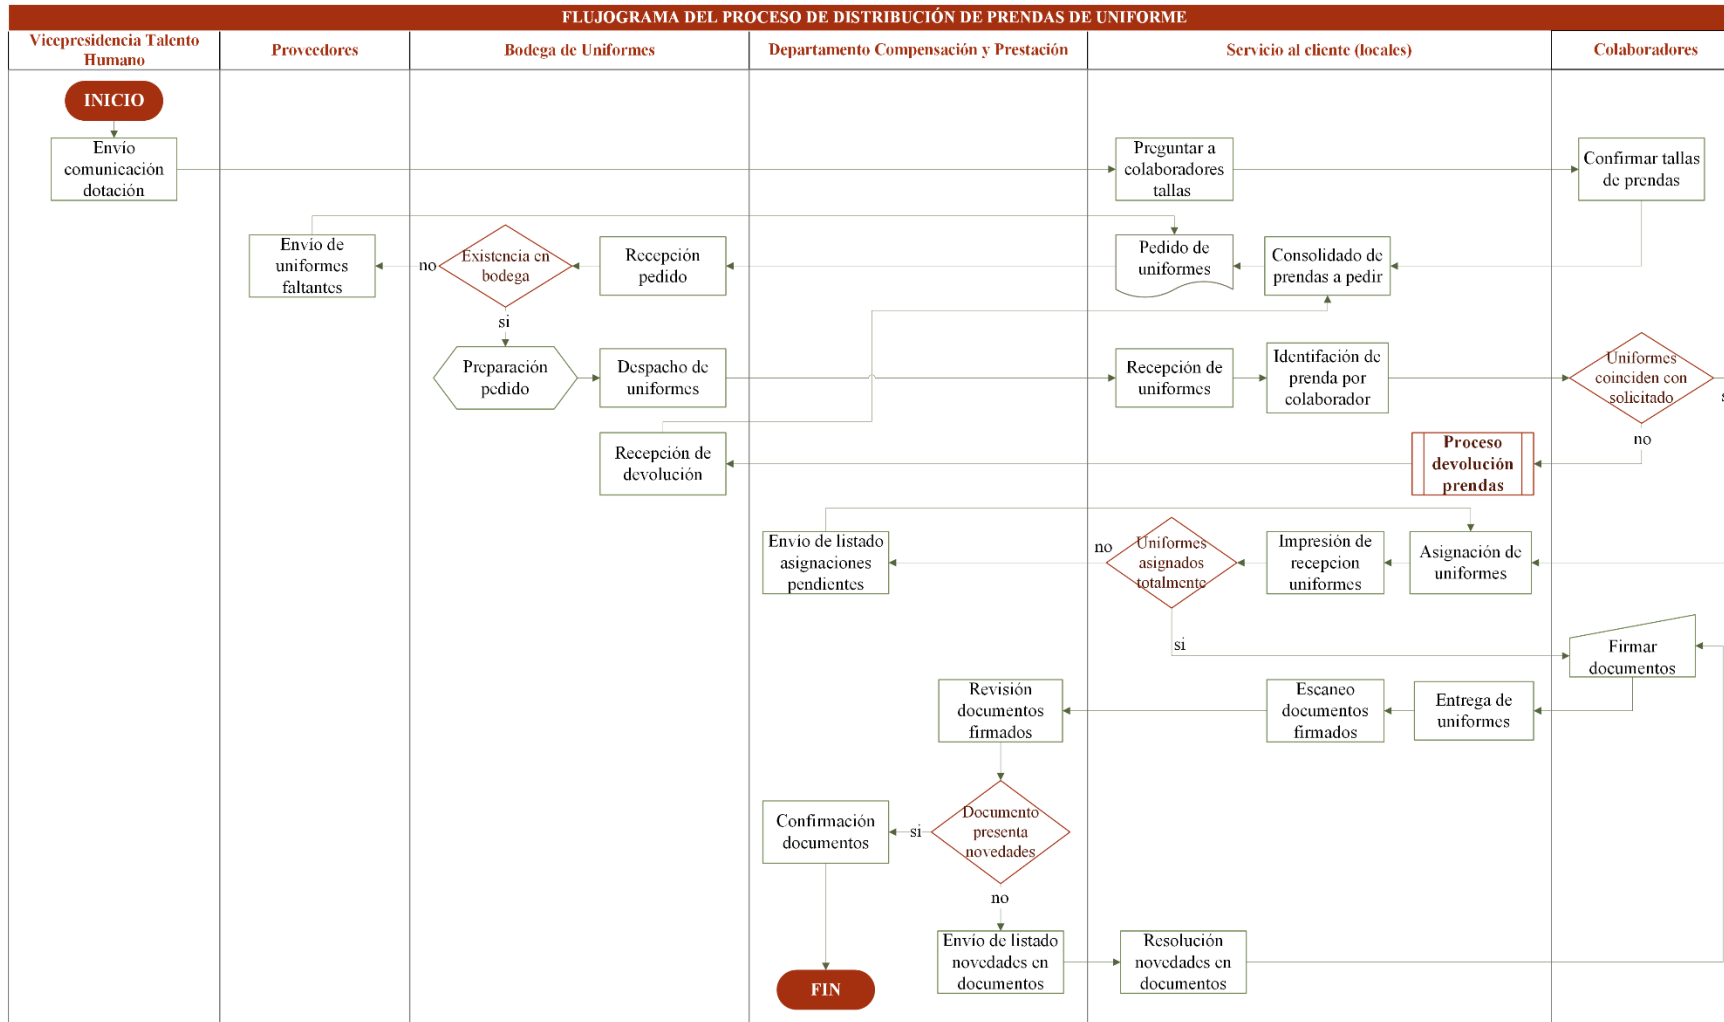 FLUJOGRAMA DEL PROCESO DE DISTRIBUCIÓN DE PRENDAS DE UNIFORME
Vicepresidencia Talento
Humano
Proveedores
Bodega de Uniformes
Departamento Compensación y Prestación
Servicio al cliente (locales)
Colaboradores
INICIO
Envío
comunicación
dotación
Preguntar a
colaboradores
tallas
Confirmar tallas
de prendas
Envío de
uniformes
faltantes
no
Existencia en
bodega
Recepción
pedido
Pedido de
uniformes
Consolidado de
prendas a pedir
si
Preparación
pedido
Despacho de
uniformes
Recepción de
uniformes
Identifación de
prenda por
colaborador
Uniformes
coinciden con
solicitado
s
no
Recepción de
devolución
Proceso
devolución
prendas
Envío de listado
asignaciones
pendientes
no
Uniformes
asignados
totalmente
Impresión de
recepcion
uniformes
Asignación de
uniformes
si
Firmar
documentos
Revisión
documentos
firmados
Escaneo
documentos
firmados
Entrega de
uniformes
Confirmación
documentos
si
Documento
presenta
novedades
no
Envío de listado
novedades en
documentos
Resolución
novedades en
documentos
FIN